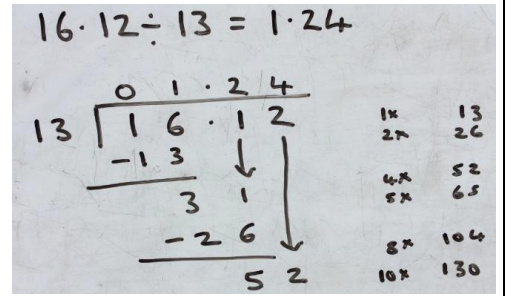 16·12÷13 = 1·24
0 1 · 2 4
13 1 6 · 1 2
-1 3
3 1
-2 6
5 2
1x 13
2x 26
4x 52
5x 65
8x 104
10x 130